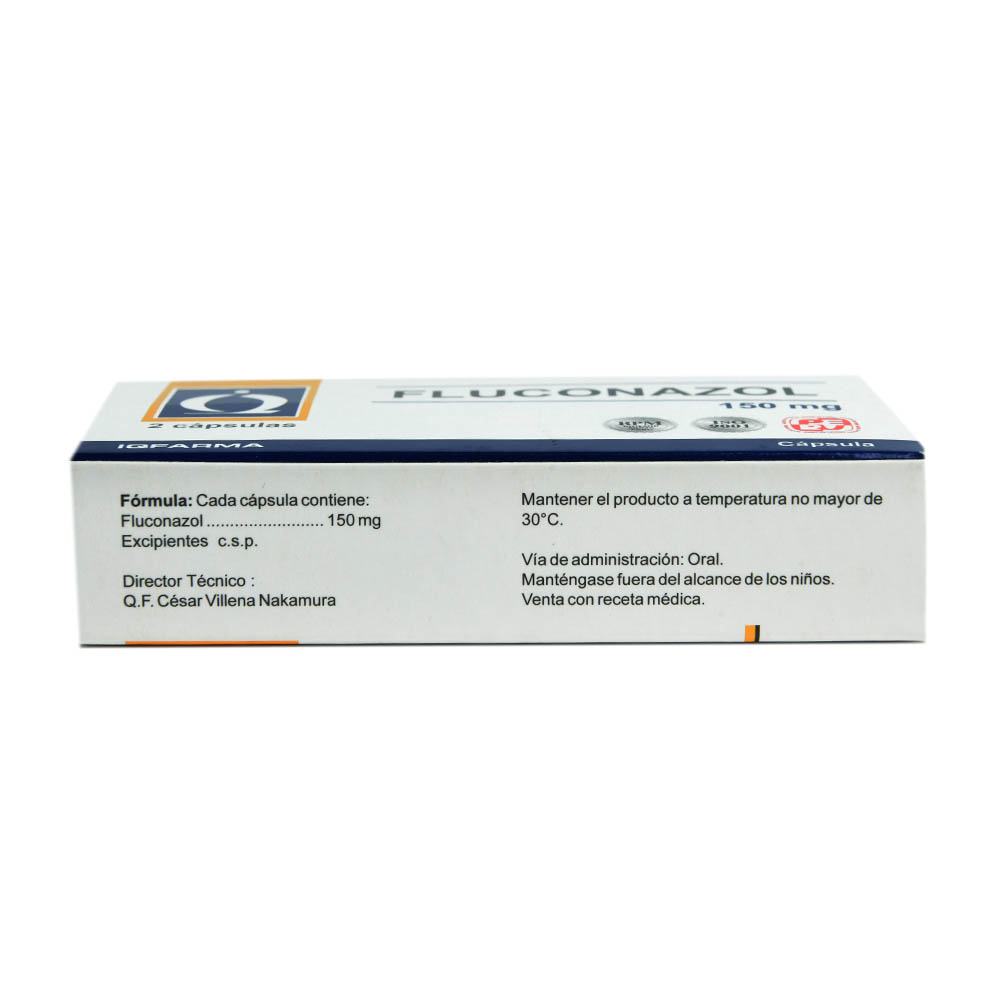 FLUCONAZOL
150 mg
2 cápsulas
ISO
9001
IQFARMA
Cápsula
Fórmula: Cada cápsula contiene:
Fluconazol ......................... 150 mg
Excipientes c.s.p.
Director Técnico :
Q.F. César Villena Nakamura
Mantener el producto a temperatura no mayor de
30°C.
Vía de administración: Oral.
Manténgase fuera del alcance de los niños.
Venta con receta médica.